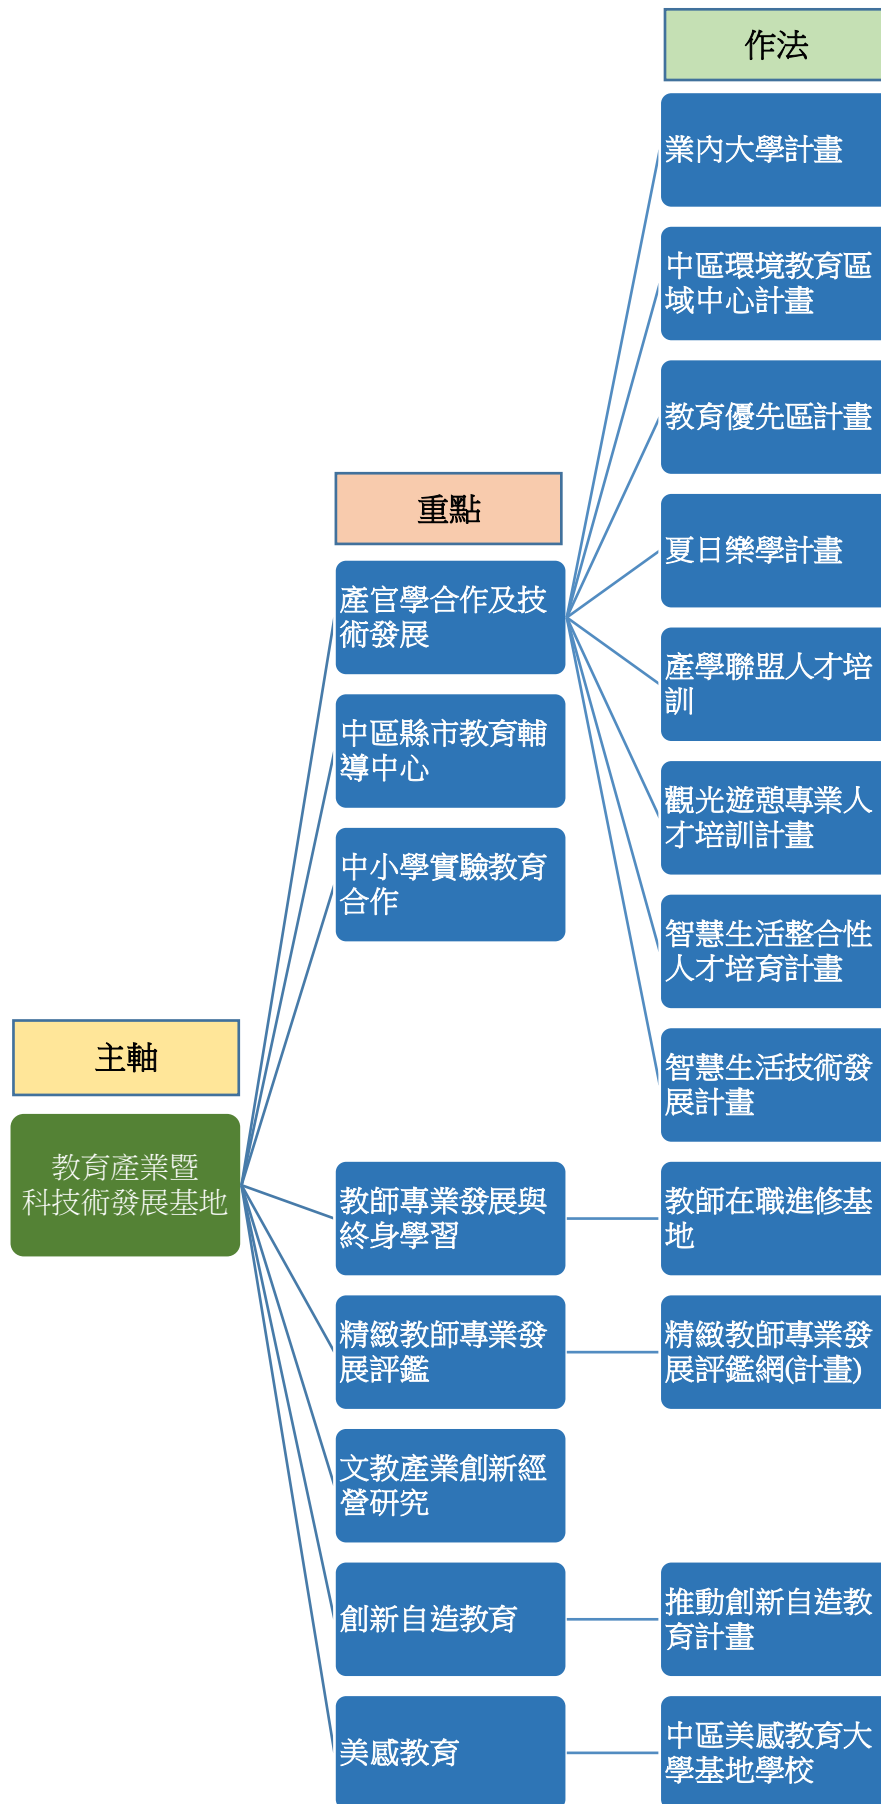 作法
業內大學計畫
中區環境教育區
域中心計畫
教育優先區計畫
夏日樂學計畫
產學聯盟人才培
訓
觀光遊憩專業人
才培訓計畫
智慧生活整合性
人才培育計畫
智慧生活技術發
展計畫
教師在職進修基
地
精緻教師專業發
展評鑑網(計畫)
推動創新自造教
育計畫
中區美感教育大
學基地學校
重點
產官學合作及技
術發展
中區縣市教育輔
導中心
中小學實驗教育
合作
教師專業發展與
終身學習
精緻教師專業發
展評鑑
文教產業創新經
營研究
創新自造教育
美感教育
主軸
教育產業暨
科技術發展基地